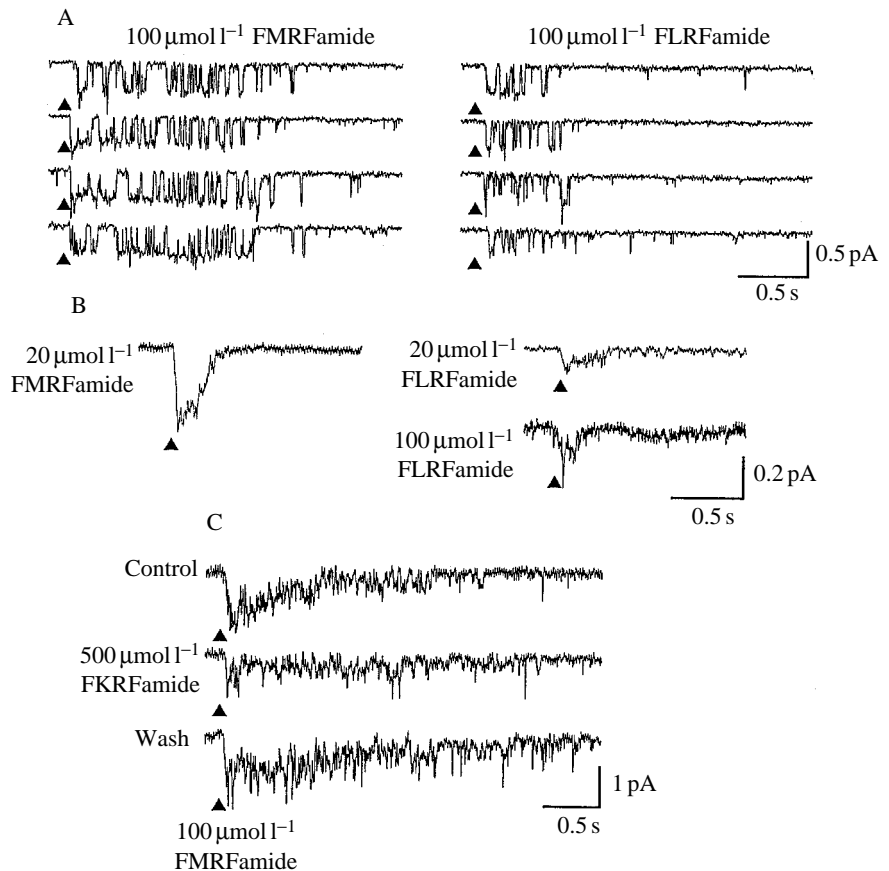 A
100 μmol l⁻¹ FMRFamide
100 μmol l⁻¹ FLRFamide
0.5 pA
0.5 s
B
20 μmol l⁻¹
FMRFamide
20 μmol l⁻¹
FLRFamide
100 μmol l⁻¹
FLRFamide
0.2 pA
0.5 s
C
Control
500 μmol l⁻¹
FKRFamide
Wash
1 pA
0.5 s
100 μmol l⁻¹
FMRFamide